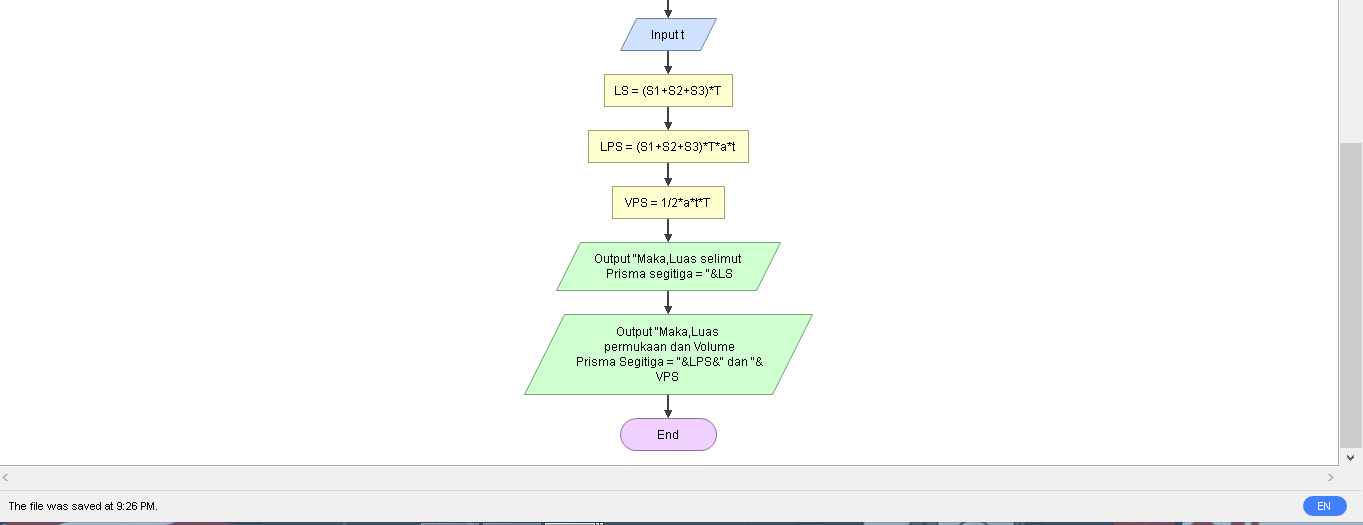 Input t
LS = (S1+S2+S3)*T
LPS = (S1+S2+S3)*T*a*t
VPS = 1/2*a*t*T
Output "Maka,Luas selimut
Prisma segitiga = "&LS
Output "Maka,Luas
permukaan dan Volume
Prisma Segitiga = "&LPS&" dan "&
VPS
End
The file was saved at 9:26 PM.
EN